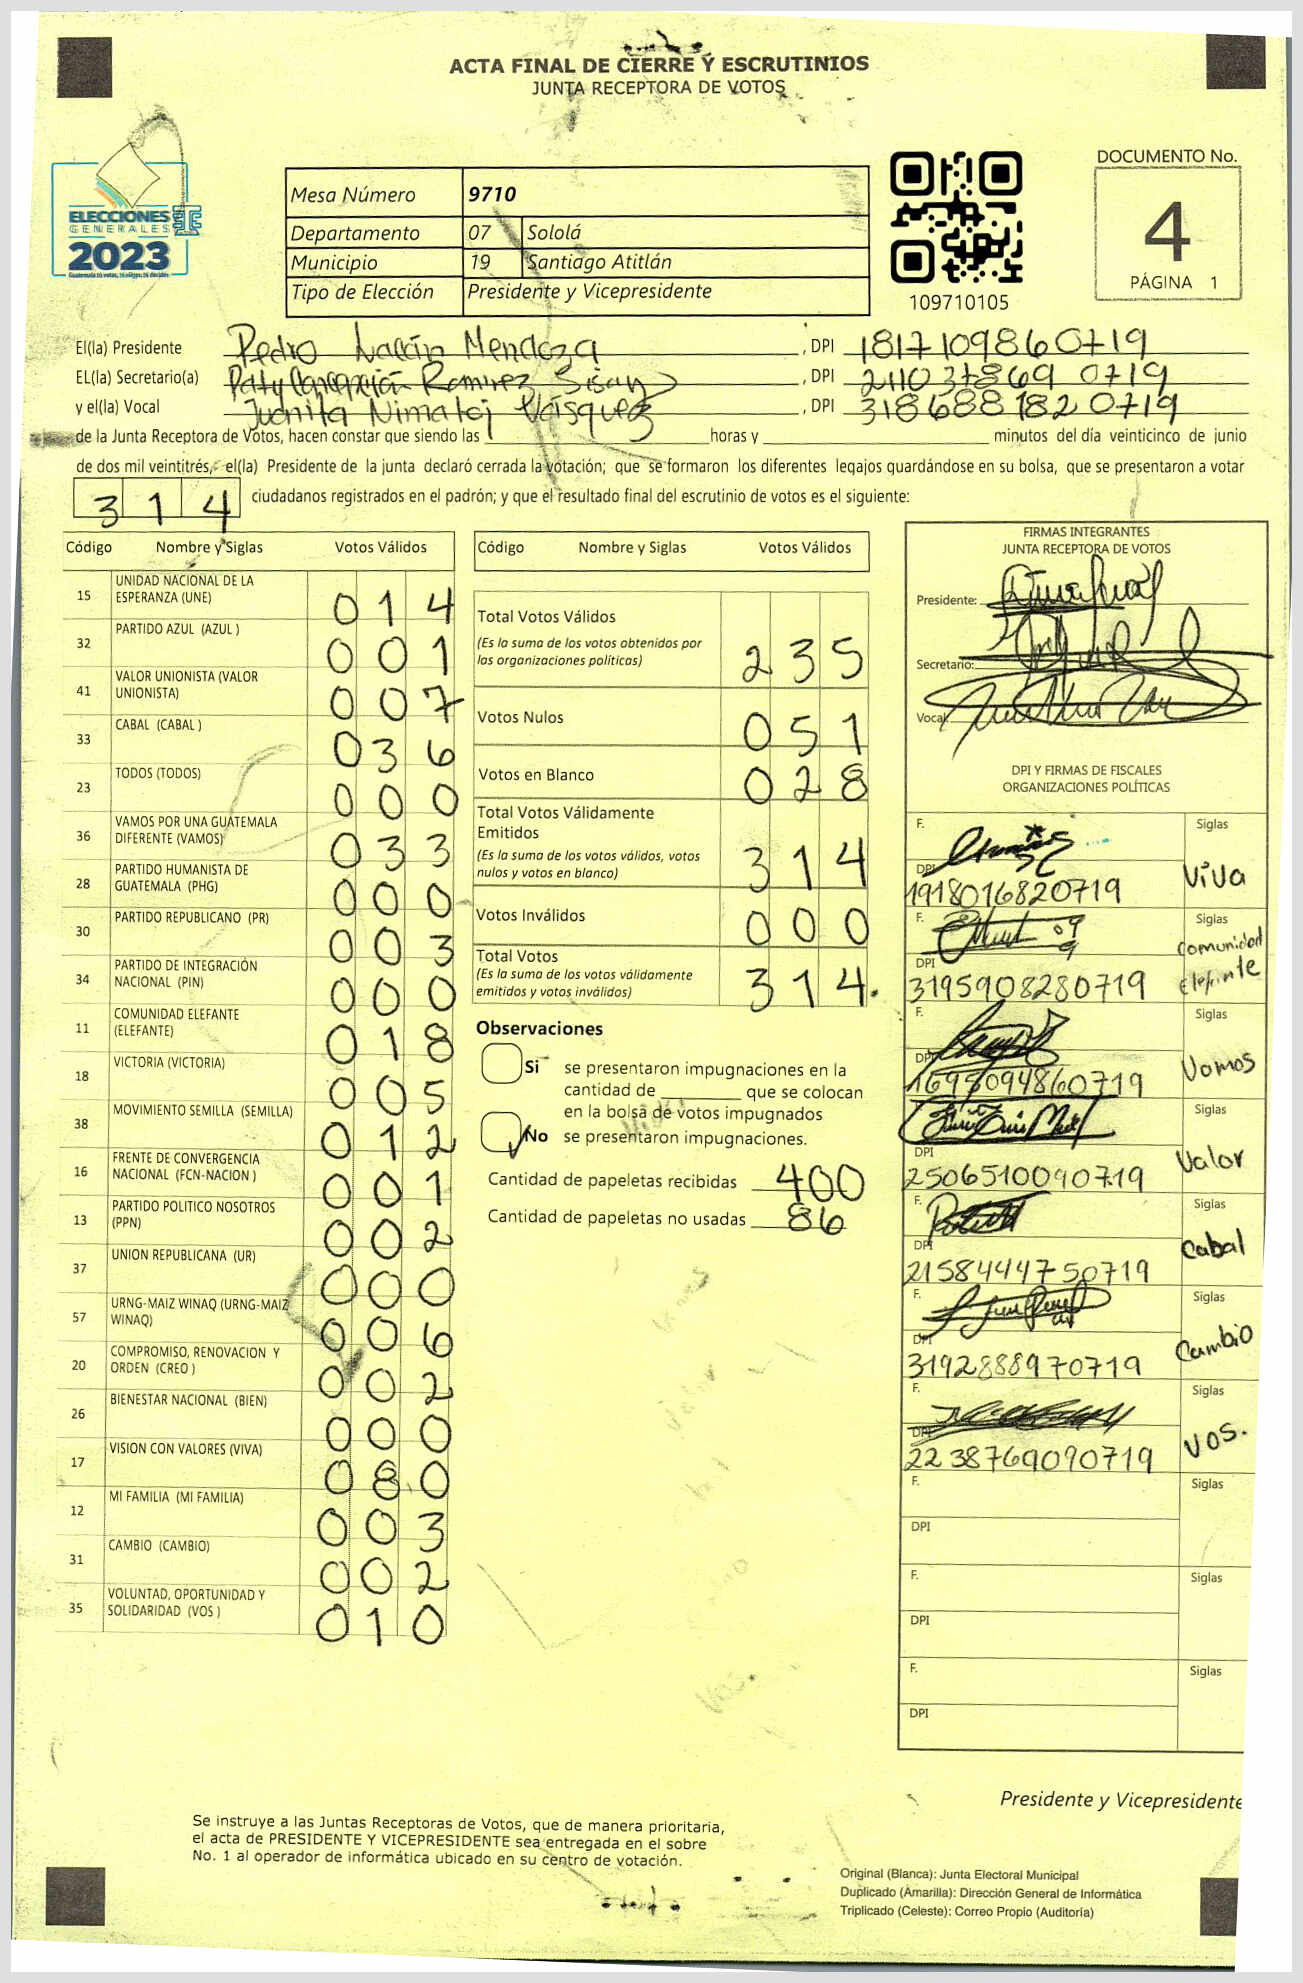 ACTA FINAL DE CIERRE Y ESCRUTINIOS
JUNTA RECEPTORA DE VOTOS
ELECCIONES
GENERALES
2023
Mesa Número 9710
Departamento 07 Sololá
Municipio 19 Santiago Atitlán
Tipo de Elección Presidente y Vicepresidente
109710105
DOCUMENTO No.
4
PÁGINA 1
El(la) Presidente Pedro Mendoza , DPI 1817109860719
EL(la) Secretario(a) Paty Concepción Ramirez Sisay , DPI 2110378690719
y el(la) Vocal Juanita Nimatuj Vásquez , DPI 3186881820719
de la Junta Receptora de Votos, hacen constar que siendo las horas y minutos del día veinticinco de junio
de dos mil veintitrés, el(la) Presidente de la junta declaró cerrada la votación; que se formaron los diferentes legajos guardándose en su bolsa, que se presentaron a votar
314 ciudadanos registrados en el padrón; y que el resultado final del escrutinio de votos es el siguiente:
Código Nombre y Siglas Votos Válidos
15 UNIDAD NACIONAL DE LA ESPERANZA (UNE) 014
32 PARTIDO AZUL (AZUL ) 001
41 VALOR UNIONISTA (VALOR UNIONISTA) 007
33 CABAL (CABAL ) 036
23 TODOS (TODOS) 000
36 VAMOS POR UNA GUATEMALA DIFERENTE (VAMOS) 033
28 PARTIDO HUMANISTA DE GUATEMALA (PHG) 000
30 PARTIDO REPUBLICANO (PR) 003
34 PARTIDO DE INTEGRACIÓN NACIONAL (PIN) 000
11 COMUNIDAD ELEFANTE (ELEFANTE) 018
18 VICTORIA (VICTORIA) 005
38 MOVIMIENTO SEMILLA (SEMILLA) 012
16 FRENTE DE CONVERGENCIA NACIONAL (FCN-NACION ) 001
13 PARTIDO POLITICO NOSOTROS (PPN) 002
37 UNION REPUBLICANA (UR) 000
57 URNG-MAIZ WINAQ (URNG-MAIZ WINAQ) 006
20 COMPROMISO, RENOVACION Y ORDEN (CREO ) 002
26 BIENESTAR NACIONAL (BIEN) 000
17 VISION CON VALORES (VIVA) 080
12 MI FAMILIA (MI FAMILIA) 003
31 CAMBIO (CAMBIO) 002
35 VOLUNTAD, OPORTUNIDAD Y SOLIDARIDAD (VOS ) 010
Código Nombre y Siglas Votos Válidos
Total Votos Válidos
(Es la suma de los votos obtenidos por las organizaciones políticas) 235
Votos Nulos 051
Votos en Blanco 028
Total Votos Válidamente Emitidos
(Es la suma de los votos válidos, votos nulos y votos en blanco) 314
Votos Inválidos 000
Total Votos
(Es la suma de los votos válidamente emitidos y votos inválidos) 314.
Observaciones
Si se presentaron impugnaciones en la
cantidad de que se colocan
en la bolsa de votos impugnados
No se presentaron impugnaciones.
Cantidad de papeletas recibidas 400
Cantidad de papeletas no usadas 86
FIRMAS INTEGRANTES
JUNTA RECEPTORA DE VOTOS
Presidente:
Secretario:
Vocal:
DPI Y FIRMAS DE FISCALES
ORGANIZACIONES POLÍTICAS
F. Siglas
DPI 1918016820719 Viva
F. Siglas
DPI 3195908280719 Comunidad Elefante
F. Siglas
DPI 1695094860719 Vamos
Siglas
DPI 2506510090719 Valor
F. Siglas
DPI 2158444750719 Cabal
F. Siglas
DPI 3192888970719 Cambio
F. Siglas
DPI 2238769090719 VOS.
F. Siglas
DPI
F. Siglas
DPI
F. Siglas
DPI
Presidente y Vicepresidente
Se instruye a las Juntas Receptoras de Votos, que de manera prioritaria,
el acta de PRESIDENTE Y VICEPRESIDENTE sea entregada en el sobre
No. 1 al operador de informática ubicado en su centro de votación.
Original (Blanca): Junta Electoral Municipal
Duplicado (Amarilla): Dirección General de Informática
Triplicado (Celeste): Correo Propio (Auditoría)